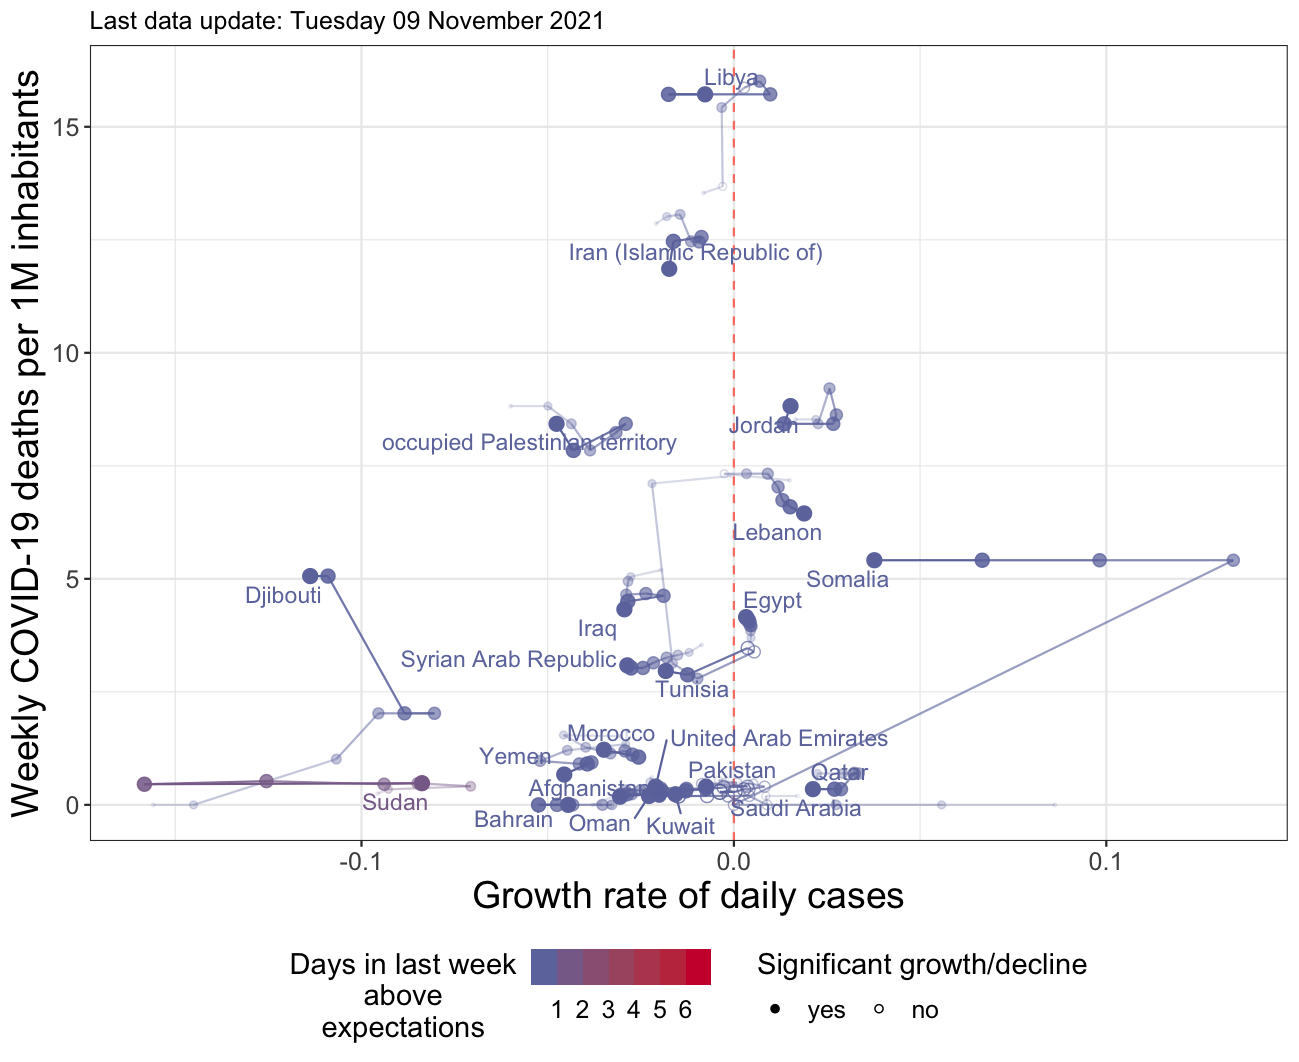 Last data update: Tuesday 09 November 2021
Weekly COVID-19 deaths per 1M inhabitants
15
10
5
0
Libya
Iran (Islamic Republic of)
Jordan
occupied Palestinian territory
Lebanon
Somalia
Djibouti
Egypt
Iraq
Syrian Arab Republic
Tunisia
Morocco
United Arab Emirates
Yemen
Pakistan
Qatar
Afghanistan
Sudan
Saudi Arabia
Bahrain
Oman
Kuwait
-0.1
0.0
0.1
Growth rate of daily cases
Days in last week
above
expectations
1 2 3 4 5 6
Significant growth/decline
yes
no